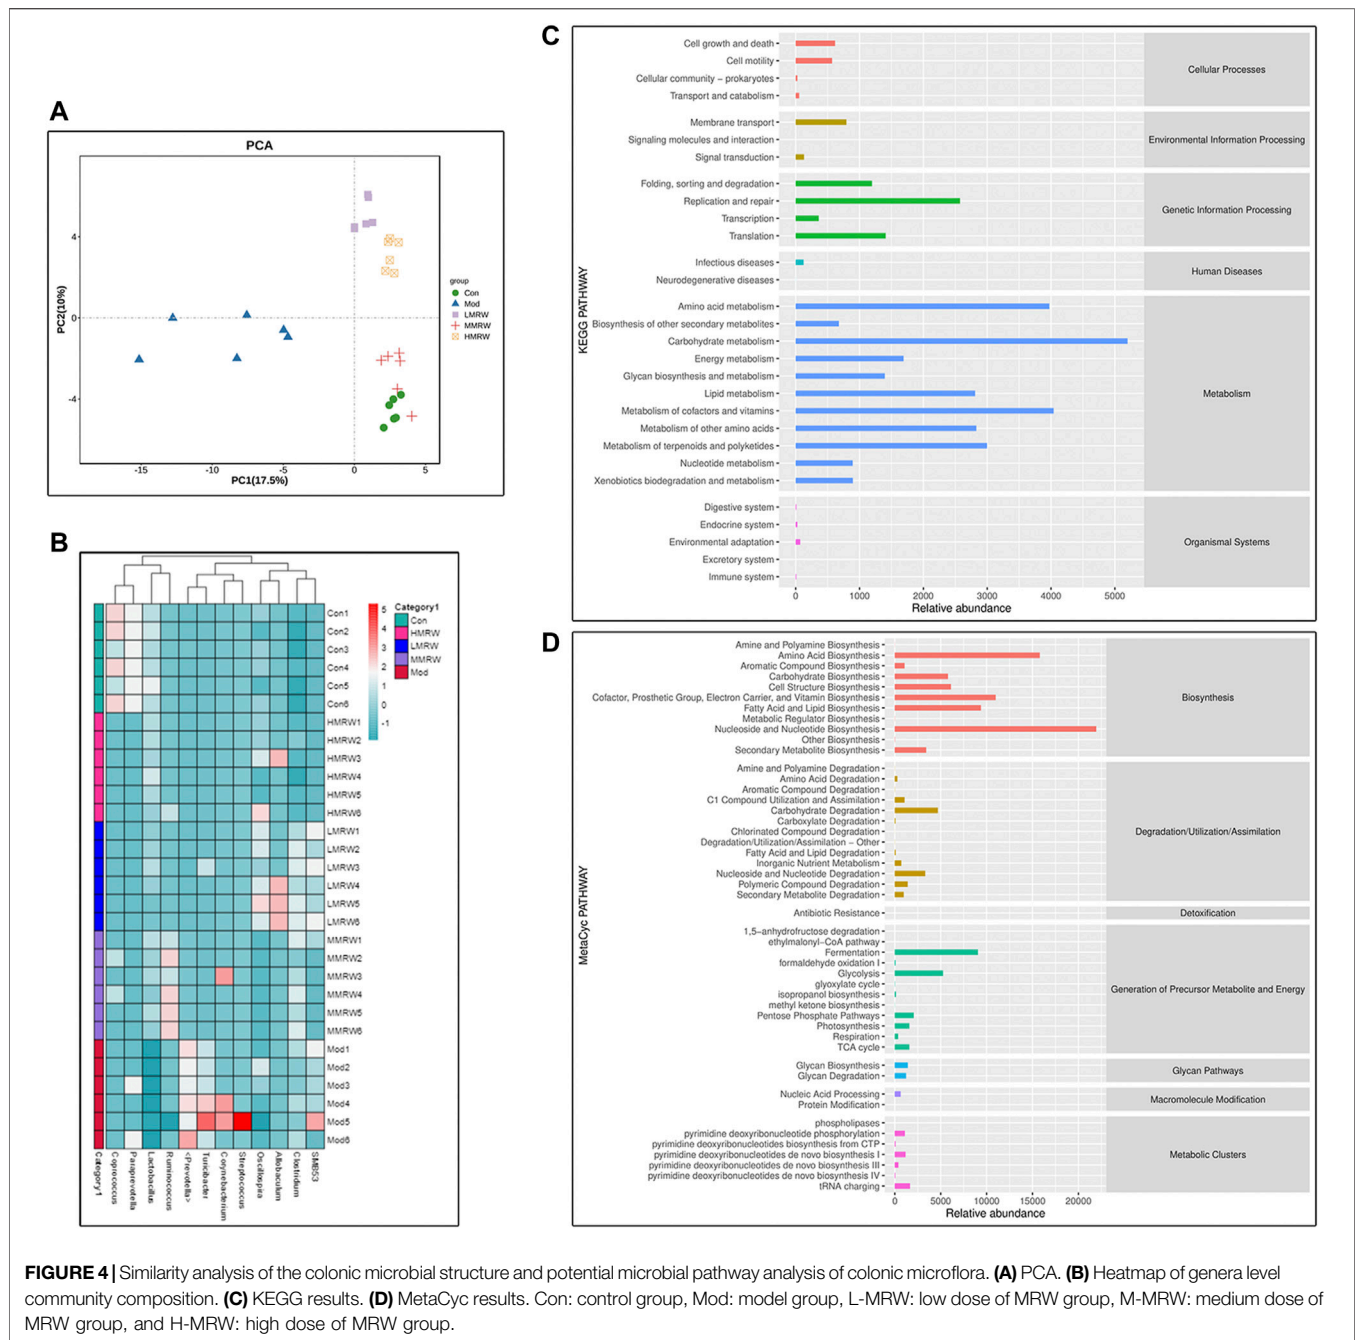 A
PCA
4
0
-4
PC2(10%)
-15
-10
-5
0
5
PC1(17.5%)
group
Con
Mod
LMRW
MMRW
HMRW
B
5
4
3
2
1
0
-1
Category1
Con
HMRW
LMRW
MMRW
Mod
Con1
Con2
Con3
Con4
Con5
Con6
HMRW1
HMRW2
HMRW3
HMRW4
HMRW5
HMRW6
LMRW1
LMRW2
LMRW3
LMRW4
LMRW5
LMRW6
MMRW1
MMRW2
MMRW3
MMRW4
MMRW5
MMRW6
Mod1
Mod2
Mod3
Mod4
Mod5
Mod6
Category1
Coprococcus
Paraprevotella
Lactobacillus
Ruminococcus
<Prevotella>
Turicibacter
Corynebacterium
Streptococcus
Oscillospira
Allobaculum
Clostridium
SMB53
C
KEGG PATHWAY
Cell growth and death
Cell motility
Cellular community − prokaryotes
Transport and catabolism
Cellular Processes
Membrane transport
Signaling molecules and interaction
Signal transduction
Environmental Information Processing
Folding, sorting and degradation
Replication and repair
Transcription
Translation
Genetic Information Processing
Infectious diseases
Neurodegenerative diseases
Human Diseases
Amino acid metabolism
Biosynthesis of other secondary metabolites
Carbohydrate metabolism
Energy metabolism
Glycan biosynthesis and metabolism
Lipid metabolism
Metabolism of cofactors and vitamins
Metabolism of other amino acids
Metabolism of terpenoids and polyketides
Nucleotide metabolism
Xenobiotics biodegradation and metabolism
Metabolism
Digestive system
Endocrine system
Environmental adaptation
Excretory system
Immune system
Organismal Systems
0
1000
2000
3000
4000
5000
Relative abundance
D
MetaCyc PATHWAY
Amine and Polyamine Biosynthesis
Amino Acid Biosynthesis
Aromatic Compound Biosynthesis
Carbohydrate Biosynthesis
Cell Structure Biosynthesis
Cofactor, Prosthetic Group, Electron Carrier, and Vitamin Biosynthesis
Fatty Acid and Lipid Biosynthesis
Metabolic Regulator Biosynthesis
Nucleoside and Nucleotide Biosynthesis
Other Biosynthesis
Secondary Metabolite Biosynthesis
Biosynthesis
Amine and Polyamine Degradation
Amino Acid Degradation
Aromatic Compound Degradation
C1 Compound Utilization and Assimilation
Carbohydrate Degradation
Carboxylate Degradation
Chlorinated Compound Degradation
Degradation/Utilization/Assimilation − Other
Fatty Acid and Lipid Degradation
Inorganic Nutrient Metabolism
Nucleoside and Nucleotide Degradation
Polymeric Compound Degradation
Secondary Metabolite Degradation
Degradation/Utilization/Assimilation
Antibiotic Resistance
Detoxification
1,5−anhydrofructose degradation
ethylmalonyl−CoA pathway
Fermentation
formaldehyde oxidation I
Glycolysis
glyoxylate cycle
isopropanol biosynthesis
methyl ketone biosynthesis
Pentose Phosphate Pathways
Photosynthesis
Respiration
TCA cycle
Generation of Precursor Metabolite and Energy
Glycan Biosynthesis
Glycan Degradation
Glycan Pathways
Nucleic Acid Processing
Protein Modification
Macromolecule Modification
phospholipases
pyrimidine deoxyribonucleotide phosphorylation
pyrimidine deoxyribonucleotides biosynthesis from CTP
pyrimidine deoxyribonucleotides de novo biosynthesis I
pyrimidine deoxyribonucleotides de novo biosynthesis III
pyrimidine deoxyribonucleotides de novo biosynthesis IV
tRNA charging
Metabolic Clusters
0
5000
10000
15000
20000
Relative abundance
FIGURE 4 | Similarity analysis of the colonic microbial structure and potential microbial pathway analysis of colonic microflora. (A) PCA. (B) Heatmap of genera level
community composition. (C) KEGG results. (D) MetaCyc results. Con: control group, Mod: model group, L-MRW: low dose of MRW group, M-MRW: medium dose of
MRW group, and H-MRW: high dose of MRW group.